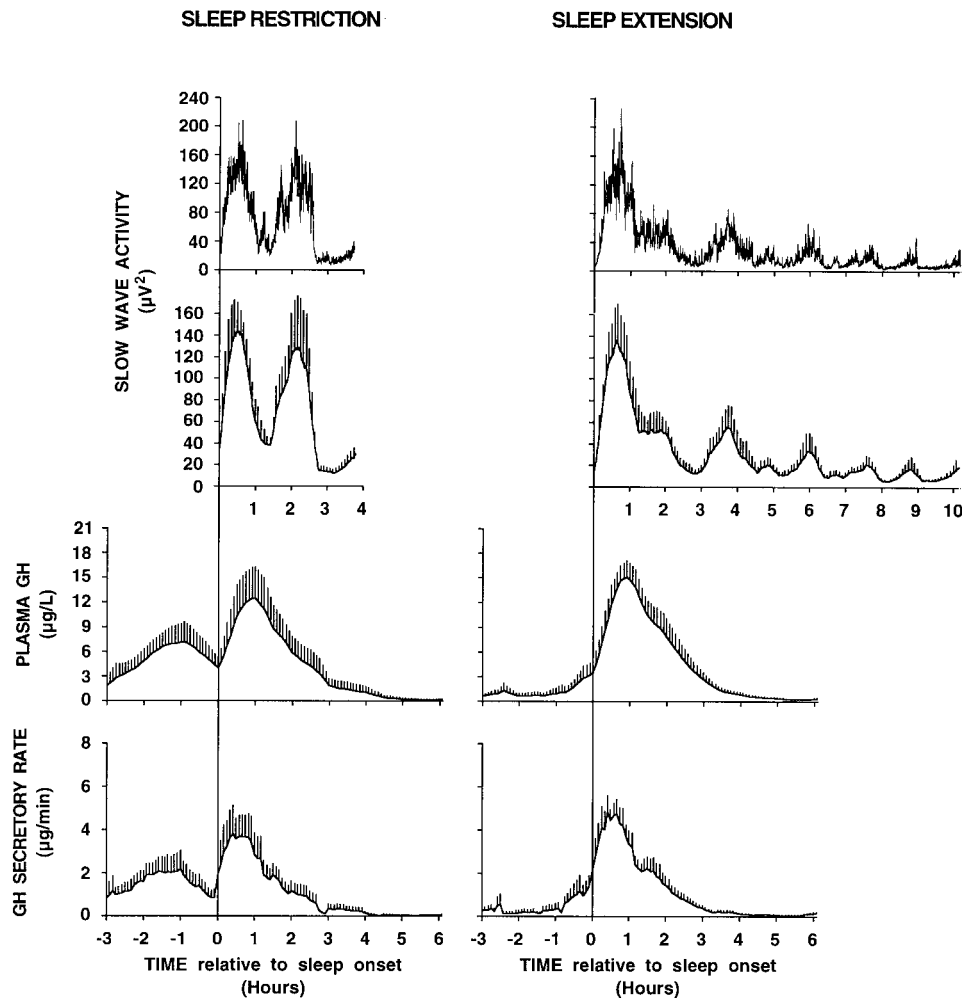 SLEEP RESTRICTION
SLEEP EXTENSION
SLOW WAVE ACTIVITY
(µV²)
240
200
160
120
80
40
0
160
140
120
100
80
60
40
20
0
1 2 3 4
1 2 3 4 5 6 7 8 9 10
PLASMA GH
(µg/L)
21
18
15
12
9
6
3
0
GH SECRETORY RATE
(µg/min)
8
6
4
2
0
-3 -2 -1 0 1 2 3 4 5 6
-3 -2 -1 0 1 2 3 4 5 6
TIME relative to sleep onset
(Hours)
TIME relative to sleep onset
(Hours)